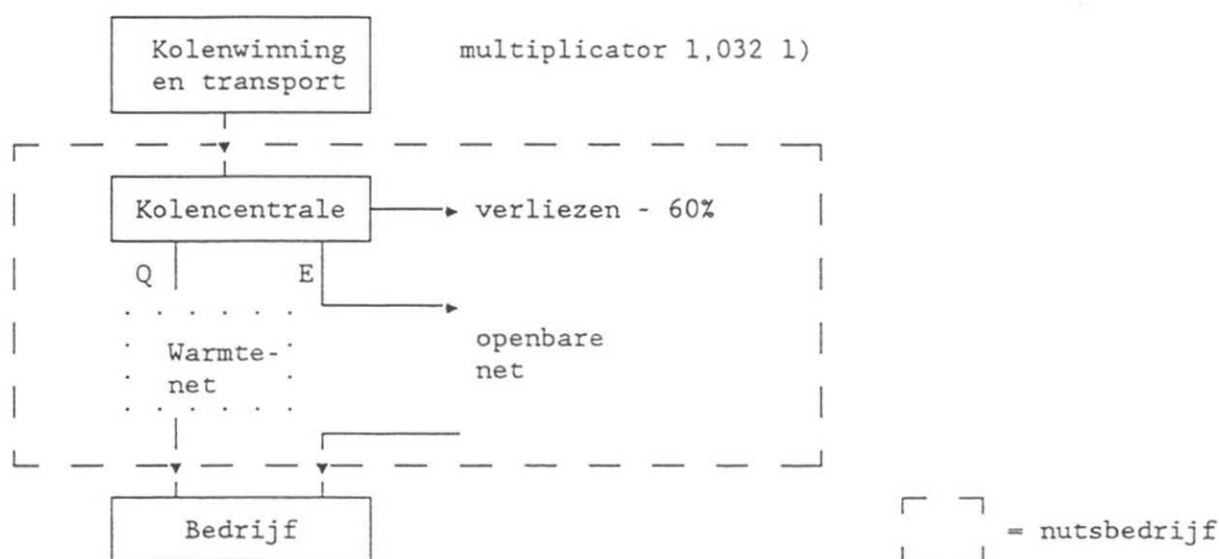 Kolenwinning
en transport
multiplicator 1,032 1)
Kolencentrale
verliezen - 60%
Q
E
openbare
net
Warmte-
net
Bedrijf
= nutsbedrijf